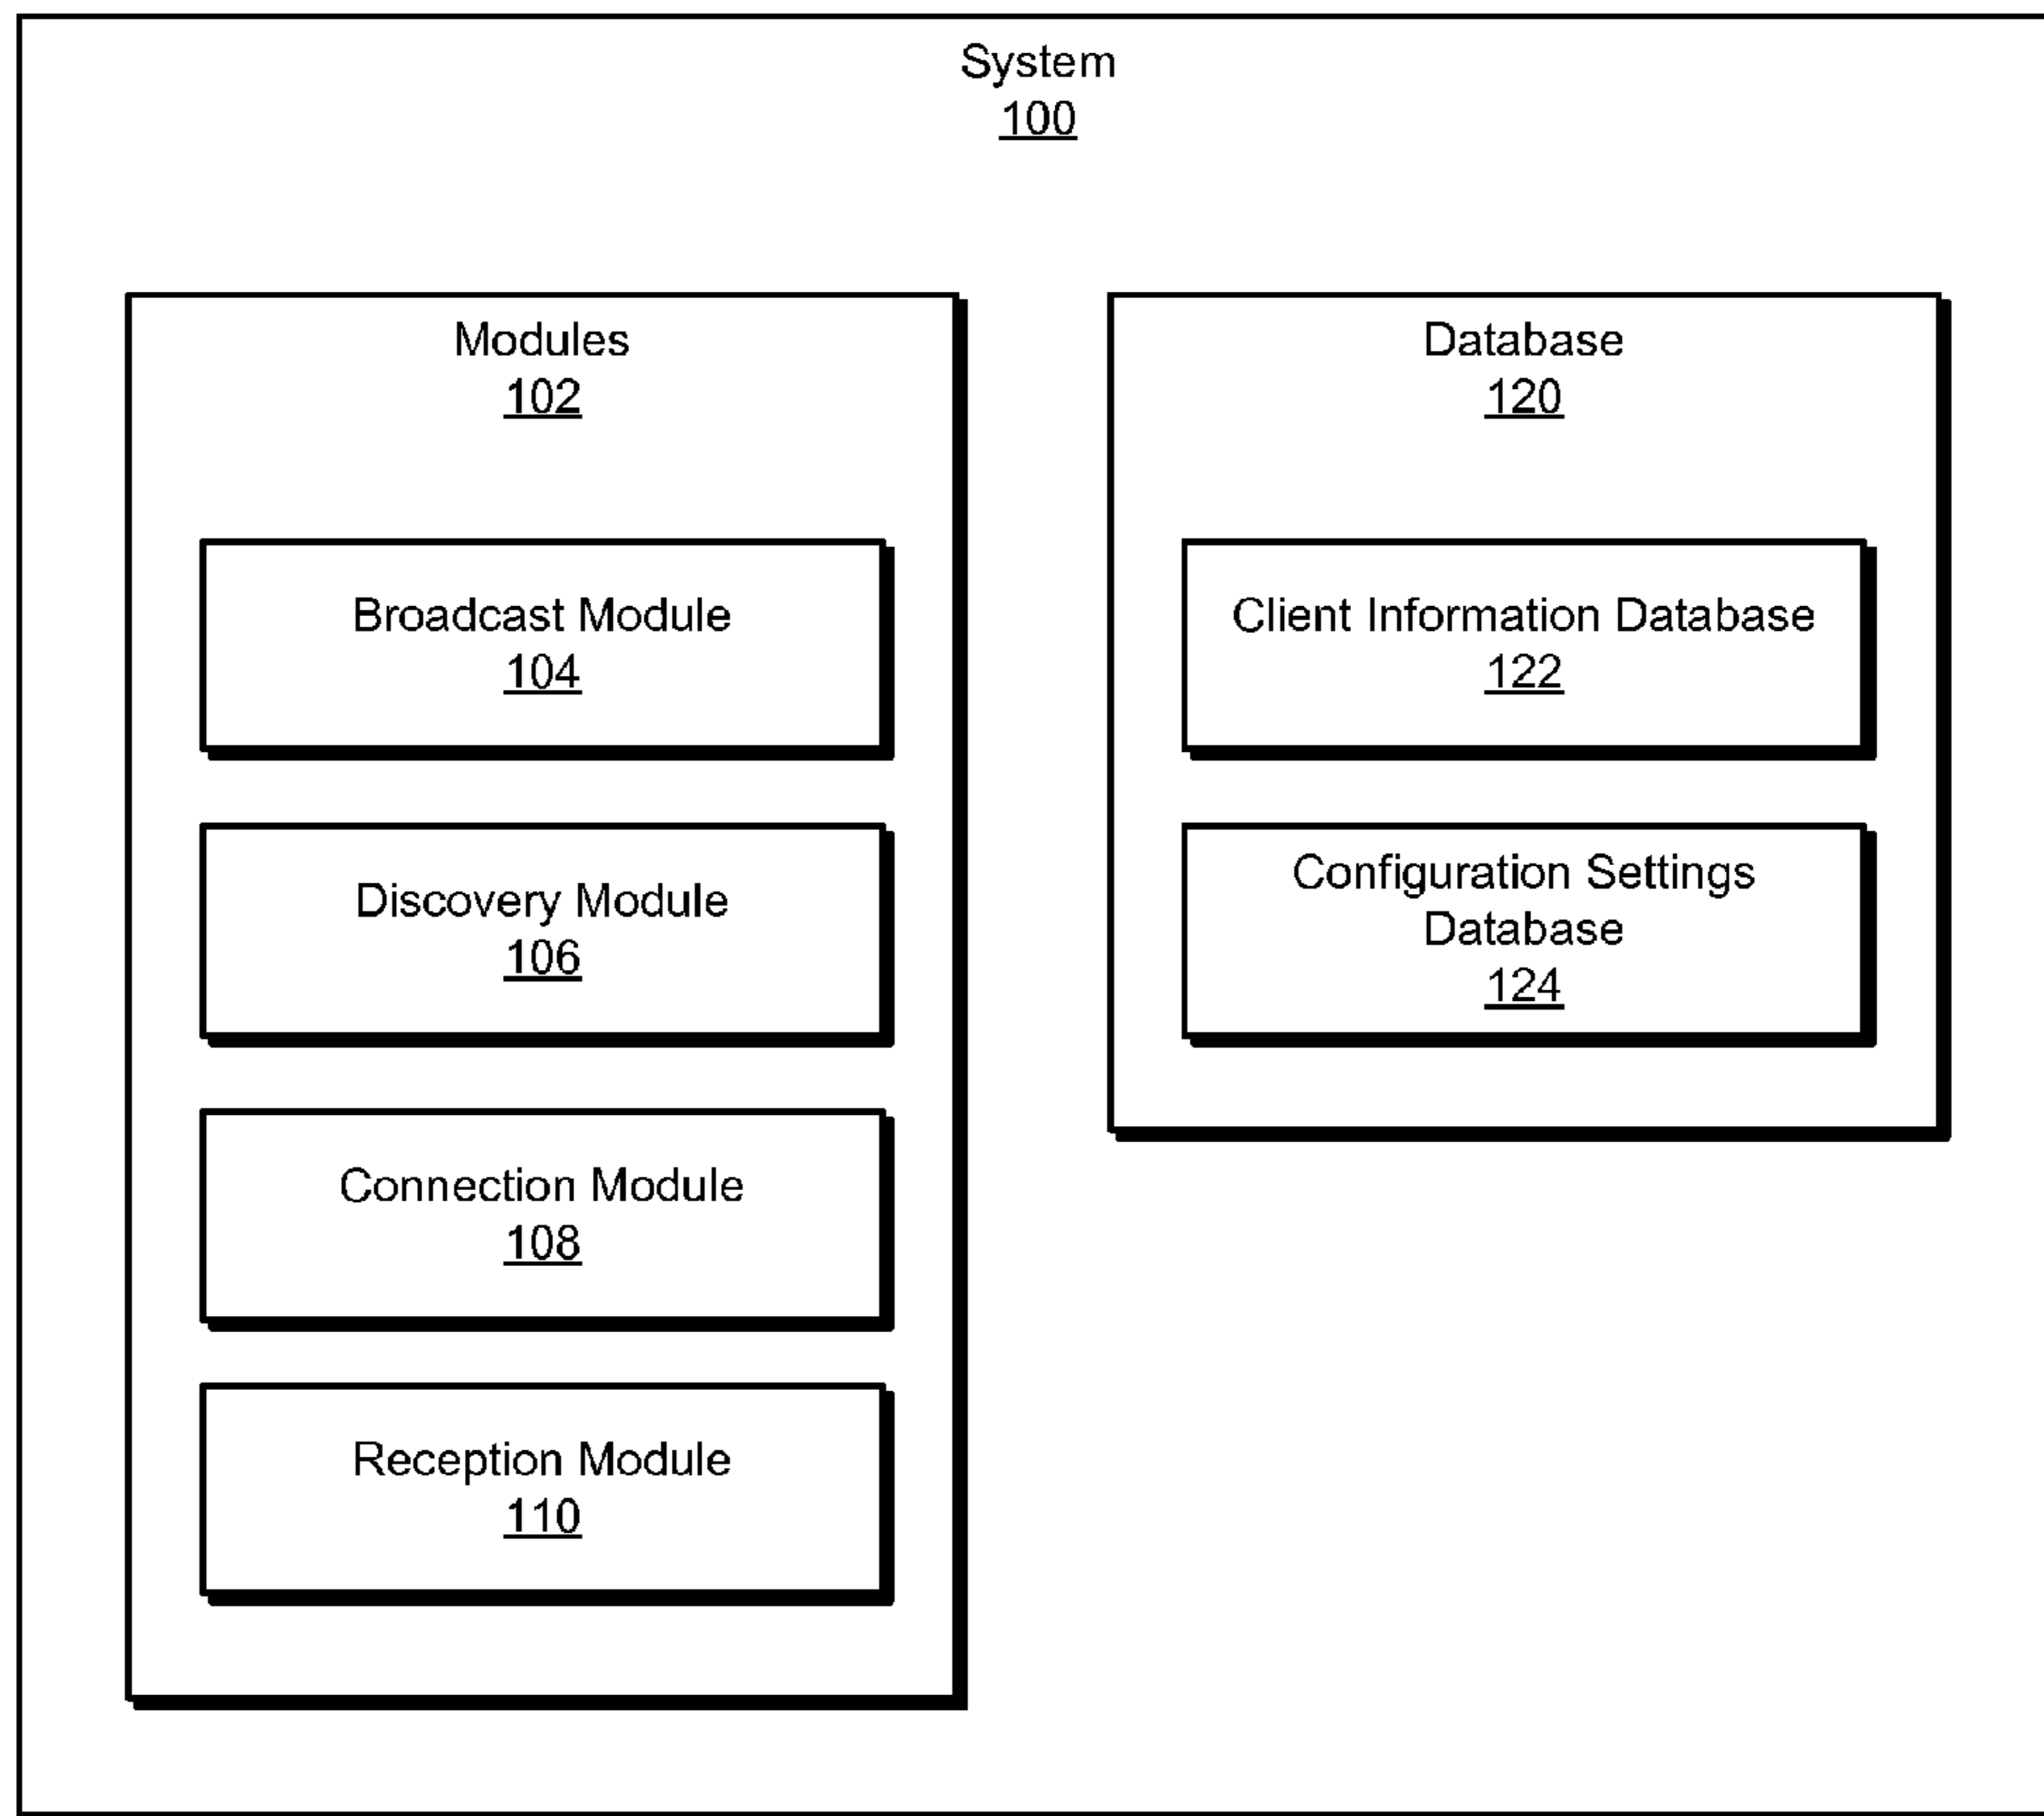 System
100
Modules
102
Broadcast Module
104
Discovery Module
106
Connection Module
108
Reception Module
110
Database
120
Client Information Database
122
Configuration Settings
Database
124